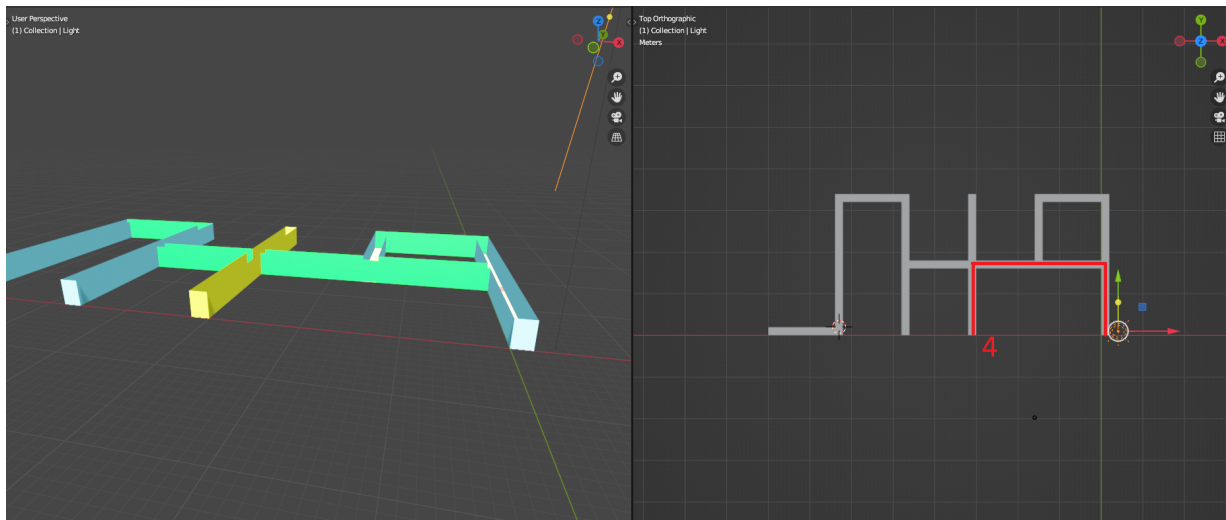 User Perspective
(1) Collection | Light
Z
Y
X
Top Orthographic
(1) Collection | Light
Meters
Y
Z
X
4